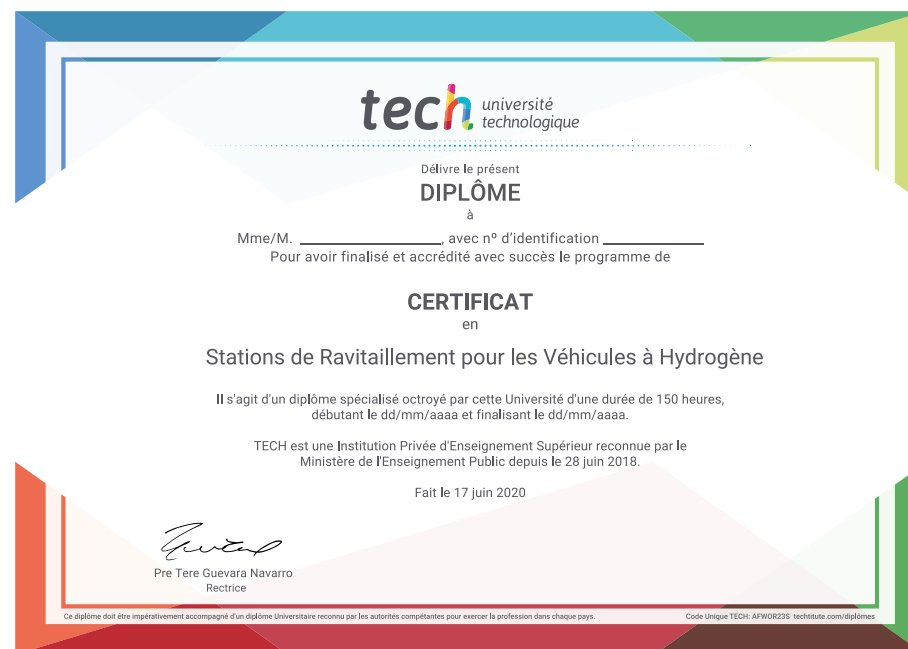 tech université
technologique
Délivre le présent
DIPLÔME
à
Mme/M. ____________________, avec nº d'identification ______________
Pour avoir finalisé et accrédité avec succès le programme de
CERTIFICAT
en
Stations de Ravitaillement pour les Véhicules à Hydrogène
Il s'agit d'un diplôme spécialisé octroyé par cette Université d'une durée de 150 heures,
débutant le dd/mm/aaaa et finalisant le dd/mm/aaaa.
TECH est une Institution Privée d'Enseignement Supérieur reconnue par le
Ministère de l'Enseignement Public depuis le 28 juin 2018.
Fait le 17 juin 2020
Pre Tere Guevara Navarro
Rectrice
Ce diplôme doit être impérativement accompagné d'un diplôme Universitaire reconnu par les autorités compétantes pour exercer la profession dans chaque pays.
Code Unique TECH: AFWOR23S techtitute.com/diplômes